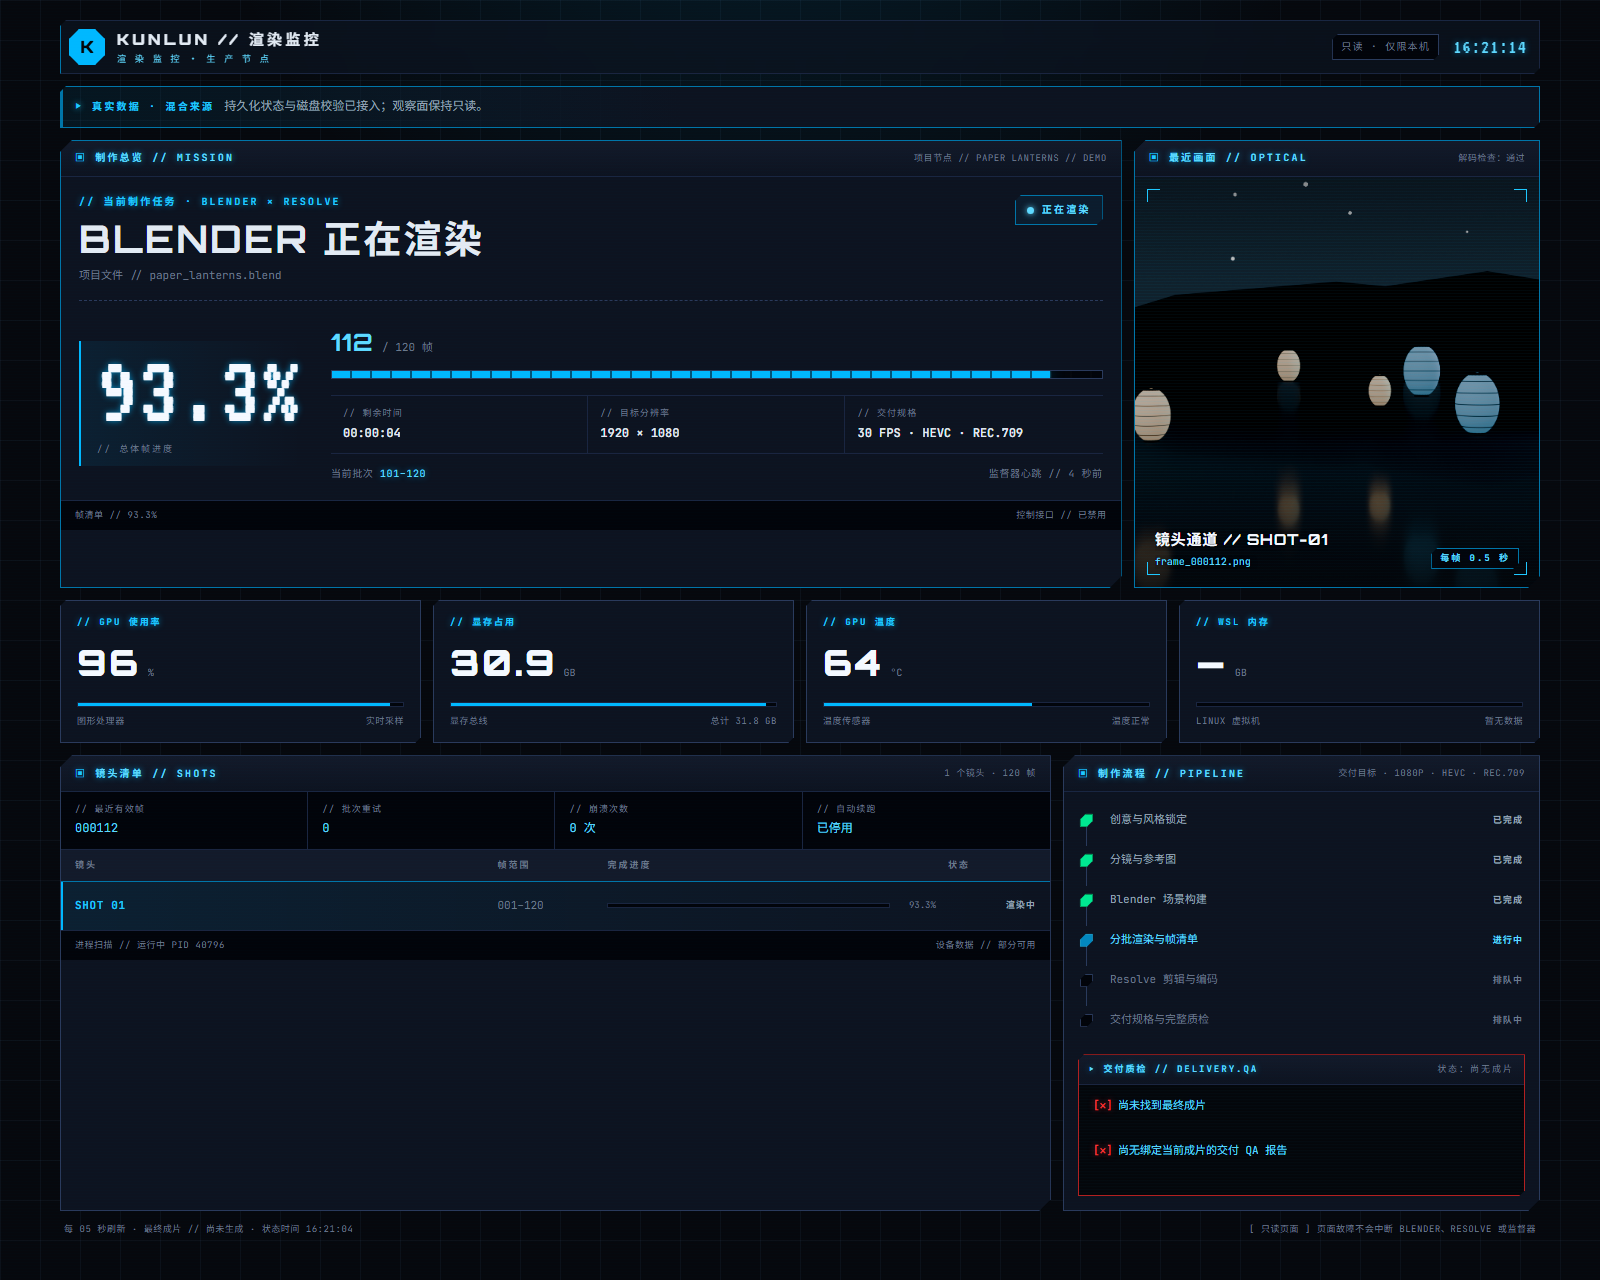 K
KUNLUN // 渲染监控
渲染监控 · 生产节点
只读 · 仅限本机
16:21:14
真实数据 · 混合来源 持久化状态与磁盘校验已接入；观察面保持只读。
制作总览 // MISSION
项目节点 // PAPER LANTERNS // DEMO
// 当前制作任务 · BLENDER × RESOLVE
正在渲染
BLENDER 正在渲染
项目文件 // paper_lanterns.blend
93.3%
// 总体帧进度
112 / 120 帧
// 剩余时间
00:00:04
// 目标分辨率
1920 × 1080
// 交付规格
30 FPS · HEVC · REC.709
当前批次 101–120
监督器心跳 // 4 秒前
帧清单 // 93.3%
控制接口 // 已禁用
最近画面 // OPTICAL
解码检查：通过
镜头通道 // SHOT-01
frame_000112.png
每帧 0.5 秒
// GPU 使用率
96 %
图形处理器
实时采样
// 显存占用
30.9 GB
显存总线
总计 31.8 GB
// GPU 温度
64 °C
温度传感器
温度正常
// WSL 内存
— GB
LINUX 虚拟机
暂无数据
镜头清单 // SHOTS
1 个镜头 · 120 帧
// 最近有效帧
000112
// 批次重试
0
// 崩溃次数
0 次
// 自动续跑
已停用
镜头 帧范围 完成进度 状态
SHOT 01 001–120 93.3% 渲染中
进程扫描 // 运行中 PID 40796
设备数据 // 部分可用
制作流程 // PIPELINE
交付目标 · 1080P · HEVC · REC.709
创意与风格锁定 已完成
分镜与参考图 已完成
Blender 场景构建 已完成
分批渲染与帧清单 进行中
Resolve 剪辑与编码 排队中
交付规格与完整质检 排队中
交付质检 // DELIVERY.QA
状态：尚无成片
[×] 尚未找到最终成片
[×] 尚无绑定当前成片的交付 QA 报告
每 05 秒刷新 · 最终成片 // 尚未生成 · 状态时间 16:21:04
[ 只读页面 ] 页面故障不会中断 BLENDER、RESOLVE 或监督器